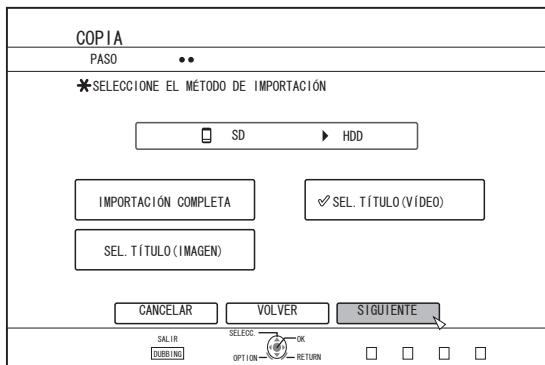 COPIA
PASO
*SELECCIONE EL MÉTODO DE IMPORTACIÓN
SD HDD
IMPORTACIÓN COMPLETA
SEL. TÍTULO(VÍDEO)
SEL. TÍTULO(IMAGEN)
CANCELAR VOLVER SIGUIENTE
SALIR
DUBBING
SELECC.
OK
OPTION
RETURN